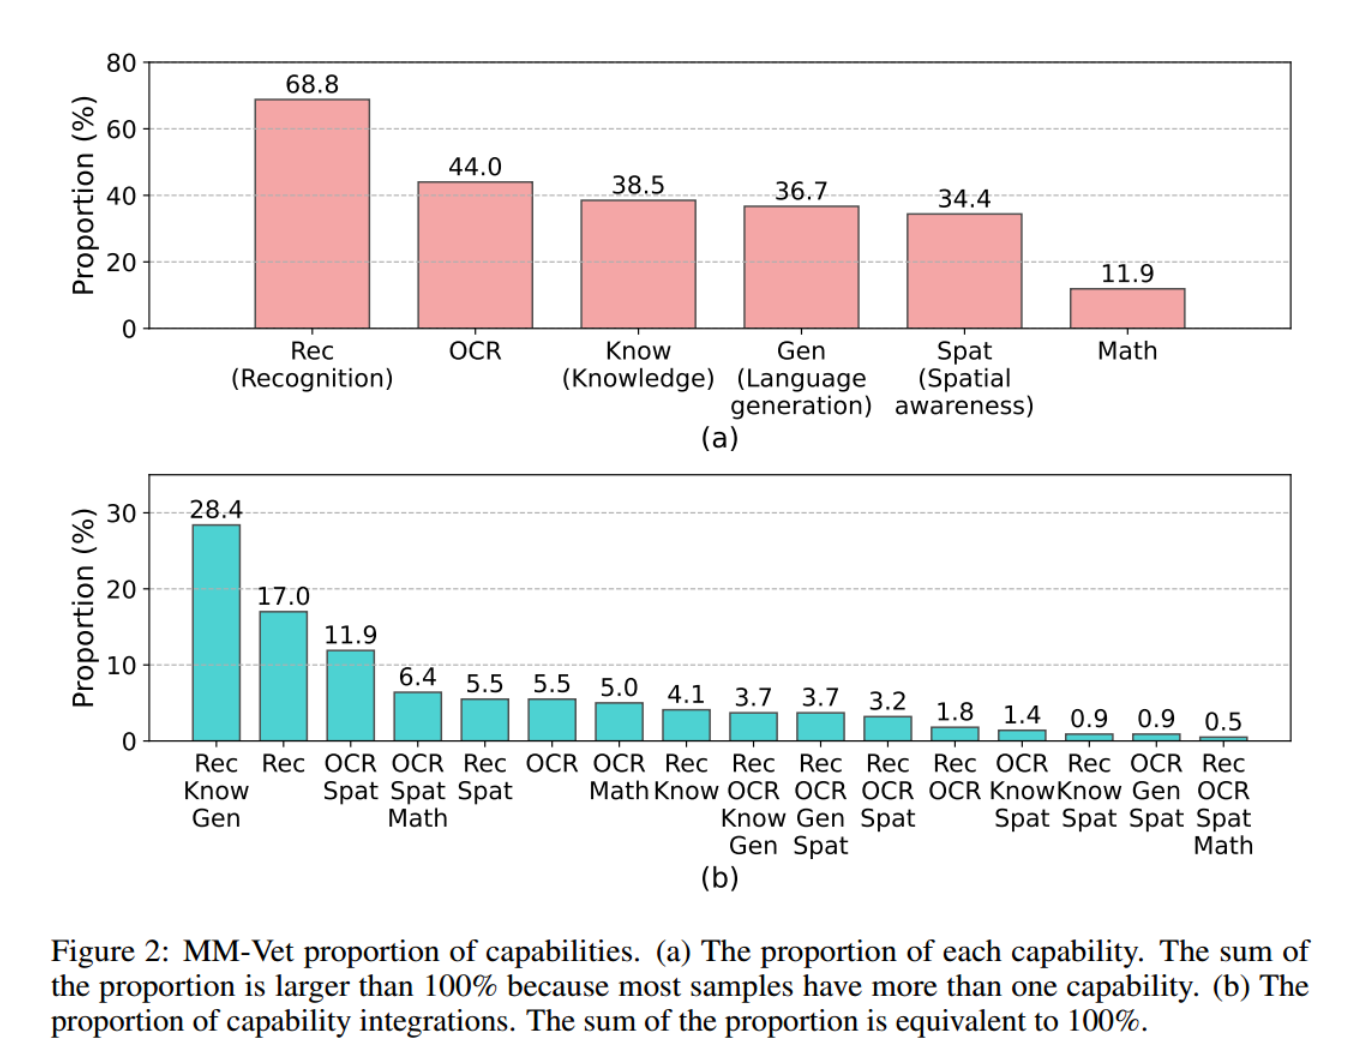 80
60
40
20
0
Proportion (%)
68.8
44.0
38.5
36.7
34.4
11.9
Rec
(Recognition)
OCR
Know
(Knowledge)
Gen
(Language
generation)
Spat
(Spatial
awareness)
Math
(a)
30
20
10
0
Proportion (%)
28.4
17.0
11.9
6.4
5.5
5.5
5.0
4.1
3.7
3.7
3.2
1.8
1.4
0.9
0.9
0.5
Rec
Know
Gen
Rec
OCR
Spat
OCR
Spat
Math
Rec
Spat
OCR
OCR
Math
Rec
Know
Rec
OCR
Know
Gen
Rec
OCR
Gen
Spat
Rec
OCR
Spat
Rec
OCR
OCR
Know
Spat
Rec
Know
Spat
OCR
Gen
Spat
Rec
OCR
Spat
Math
(b)
Figure 2: MM-Vet proportion of capabilities. (a) The proportion of each capability. The sum of
the proportion is larger than 100% because most samples have more than one capability. (b) The
proportion of capability integrations. The sum of the proportion is equivalent to 100%.